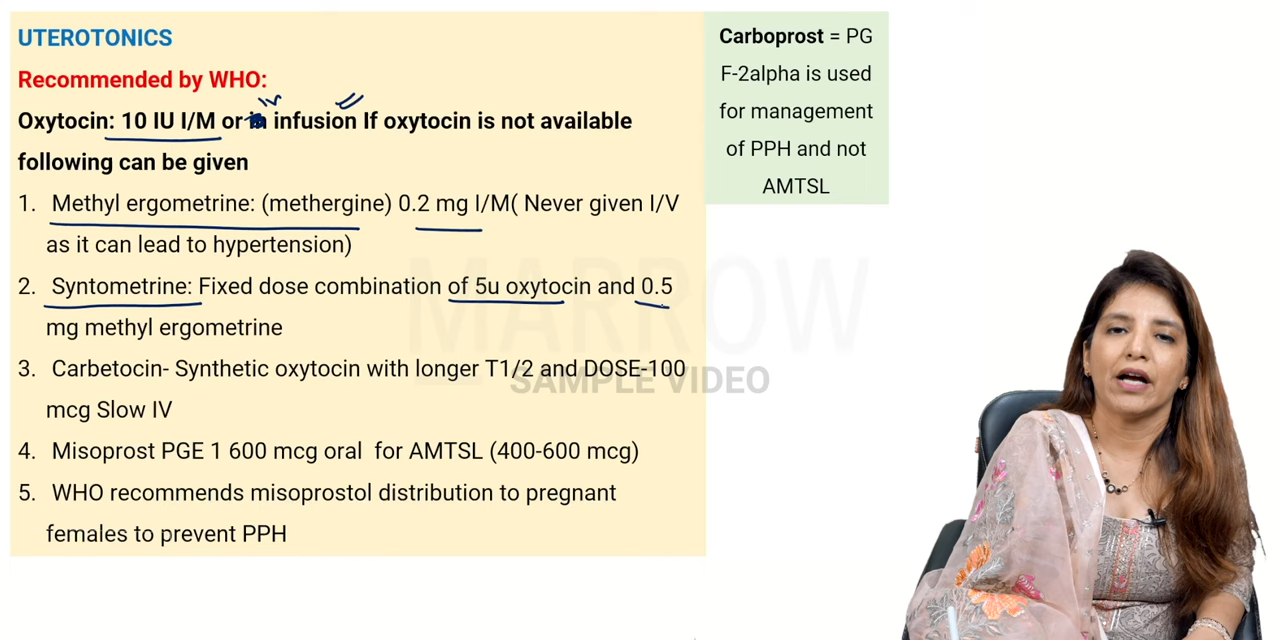 UTEROTONICS
Recommended by WHO:
Oxytocin: 10 IU I/M or iv infusion If oxytocin is not available
following can be given
1. Methyl ergometrine: (methergine) 0.2 mg I/M( Never given I/V
as it can lead to hypertension)
2. Syntometrine: Fixed dose combination of 5u oxytocin and 0.5
mg methyl ergometrine
3. Carbetocin- Synthetic oxytocin with longer T1/2 and DOSE-100
mcg Slow IV
4. Misoprost PGE 1 600 mcg oral for AMTSL (400-600 mcg)
5. WHO recommends misoprostol distribution to pregnant
females to prevent PPH
Carboprost = PG
F-2alpha is used
for management
of PPH and not
AMTSL
MARROW
SAMPLE VIDEO